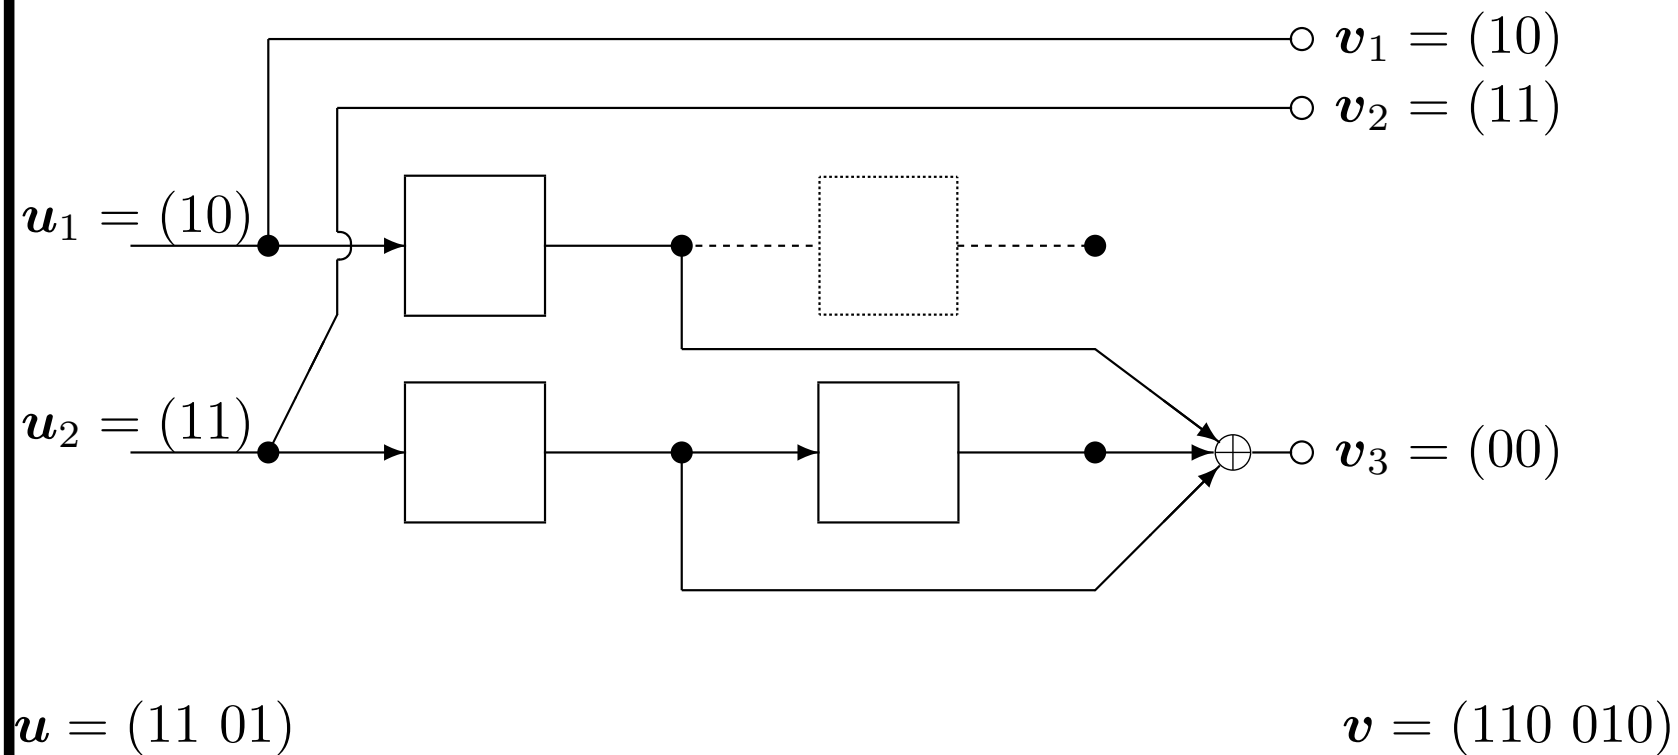 v₁ = (10)
v₂ = (11)
u₁ = (10)
u₂ = (11)
v₃ = (00)
u = (11 01)
v = (110 010)